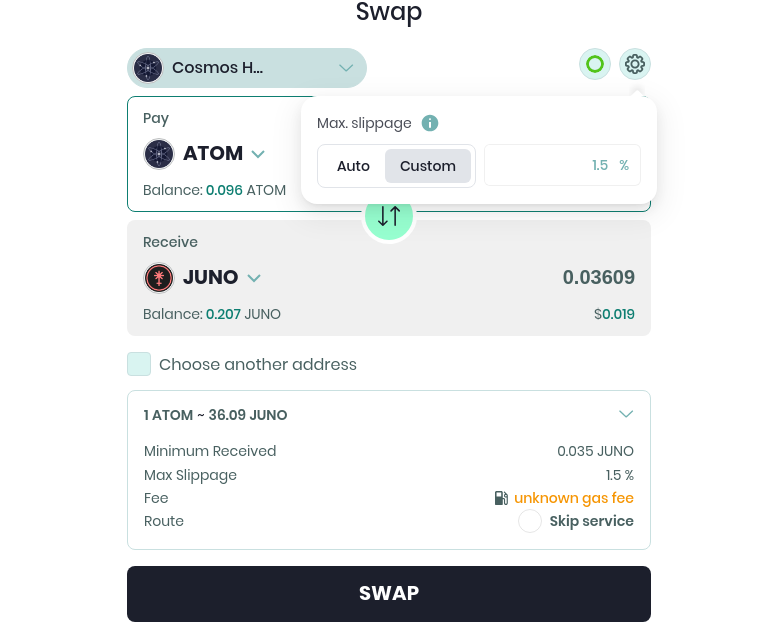 Swap
Cosmos H...
Pay
Max. slippage
ATOM
Auto Custom 1.5 %
Balance: 0.096 ATOM
Receive
JUNO 0.03609
Balance: 0.207 JUNO $0.019
Choose another address
1 ATOM ~ 36.09 JUNO
Minimum Received 0.035 JUNO
Max Slippage 1.5 %
Fee unknown gas fee
Route Skip service
SWAP